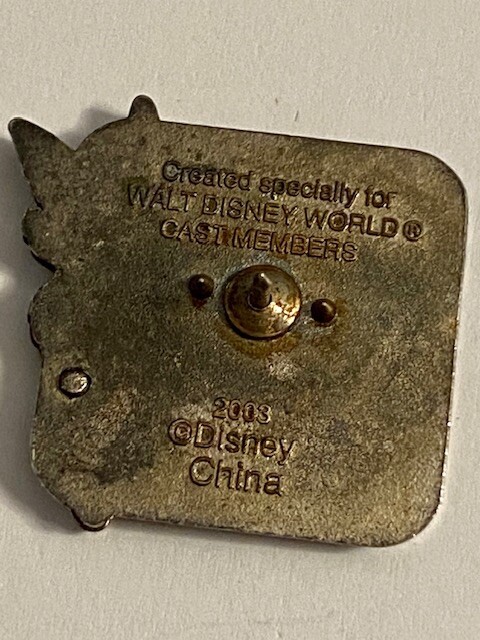 Created specially for
WALT DISNEY WORLD®
CAST MEMBERS
2003
©Disney
China